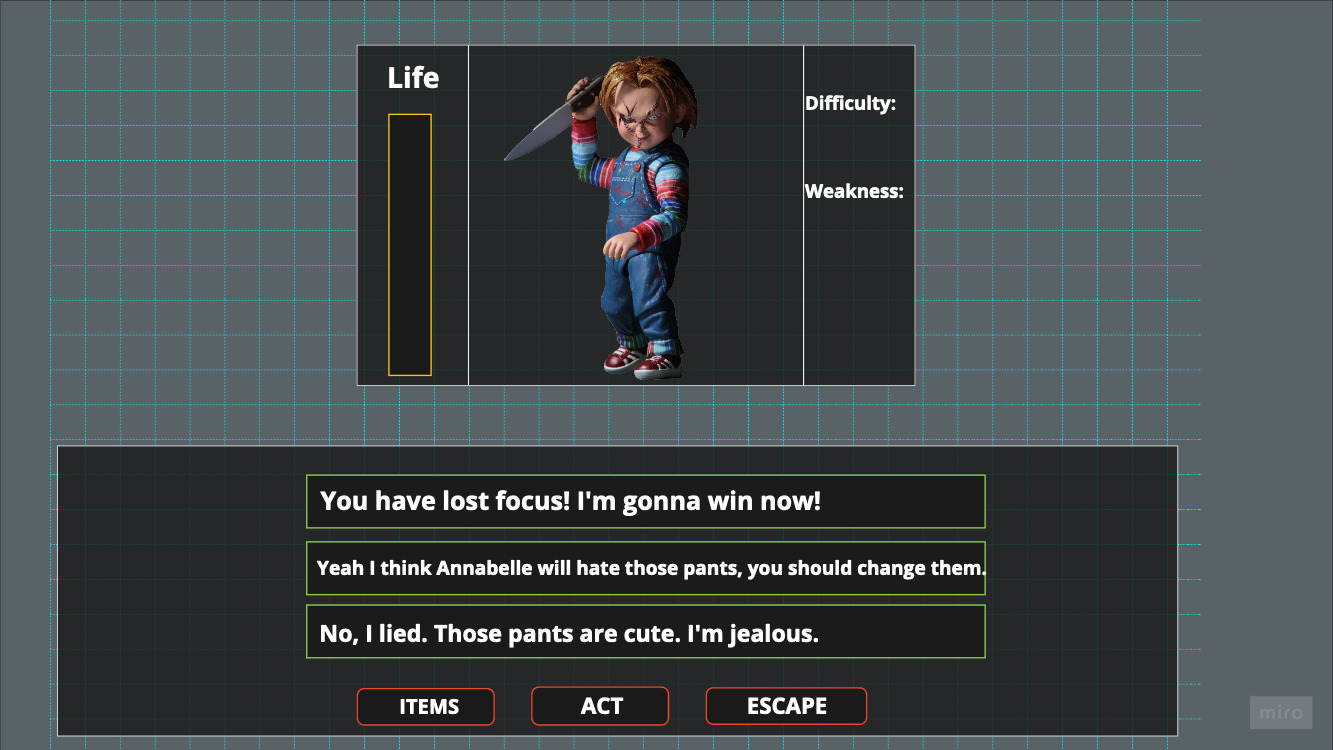 Life
Difficulty:
Weakness:
You have lost focus! I'm gonna win now!
Yeah I think Annabelle will hate those pants, you should change them.
No, I lied. Those pants are cute. I'm jealous.
ITEMS
ACT
ESCAPE
miro